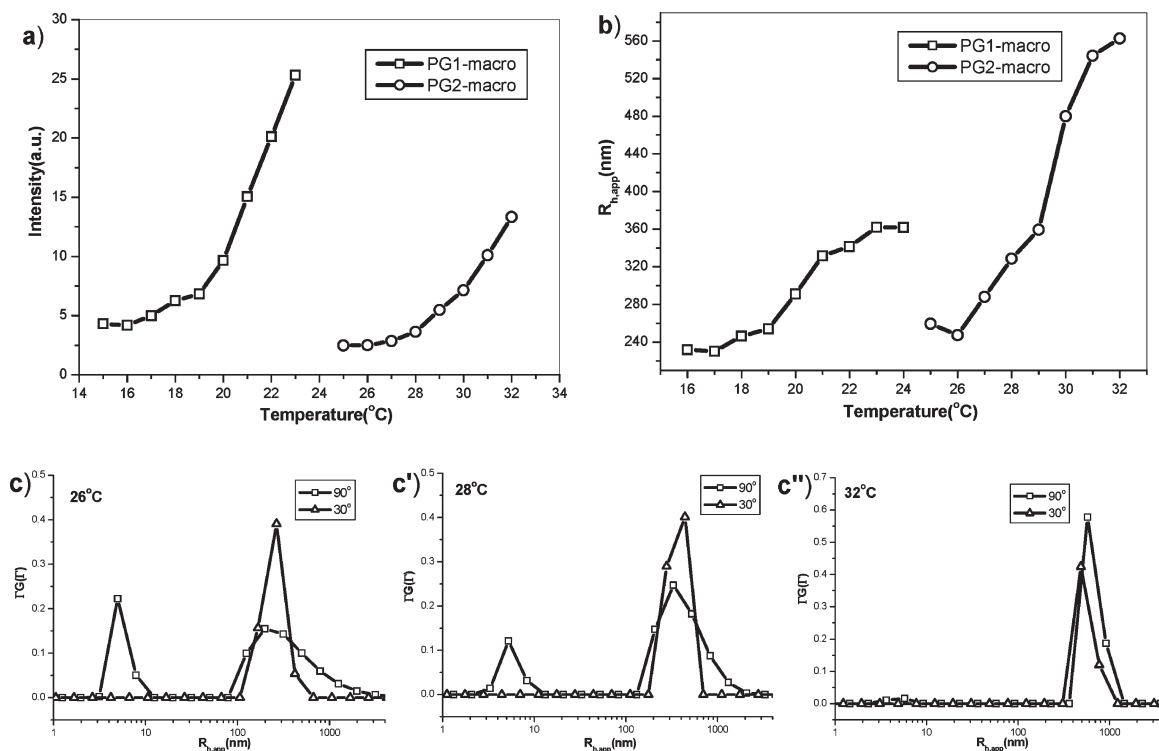 a)
30
25
20
15
10
5
0
Intensity(a.u.)
PG1-macro
PG2-macro
14 16 18 20 22 24 26 28 30 32 34
Temperature(°C)
b)
560
520
480
440
400
360
320
280
240
R_h,app(nm)
PG1-macro
PG2-macro
16 18 20 22 24 26 28 30 32
Temperature(°C)
c)
26°C
90°
30°
0.5
0.4
0.3
0.2
0.1
0.0
ΓG(Γ)
1 10 100 1000
R_h,app(nm)
c')
28°C
90°
30°
0.5
0.4
0.3
0.2
0.1
0.0
ΓG(Γ)
1 10 100 1000
R_h,app(nm)
c'')
32°C
90°
30°
0.7
0.6
0.5
0.4
0.3
0.2
0.1
0.0
ΓG(Γ)
1 10 100 1000
R_h,app(nm)